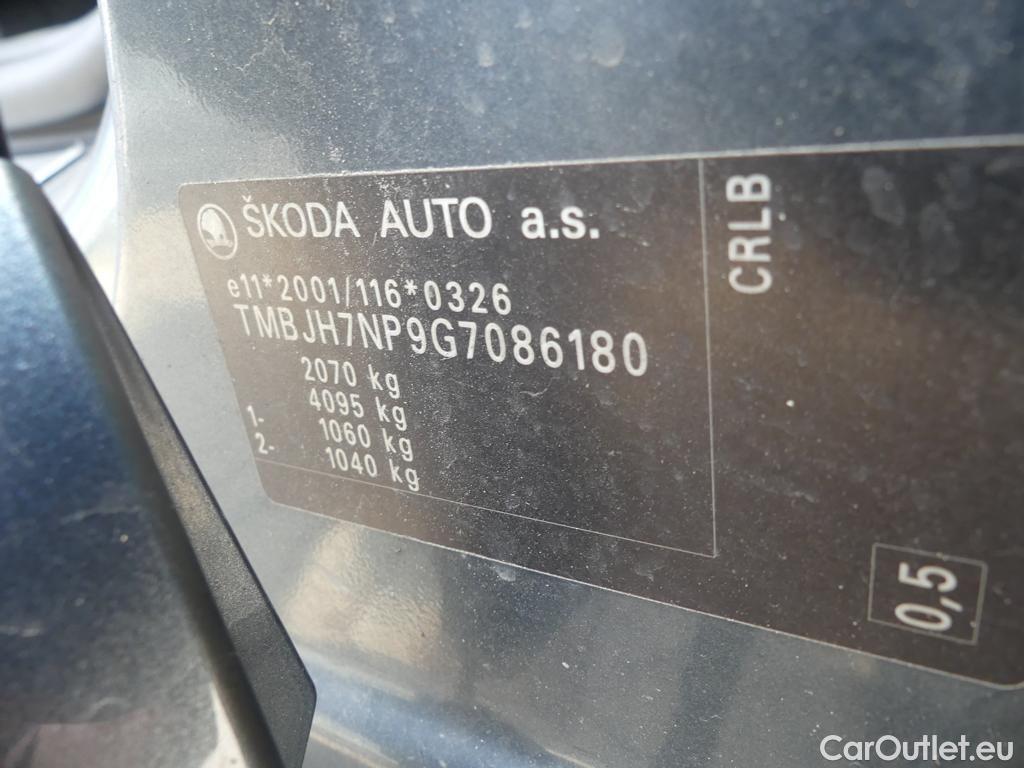 ŠKODA AUTO a.s.
e11*2001/116*0326
TMBJH7NP9G7086180
2070 kg
4095 kg
1- 1060 kg
2- 1040 kg
CRLB
0,5
CarOutlet.eu